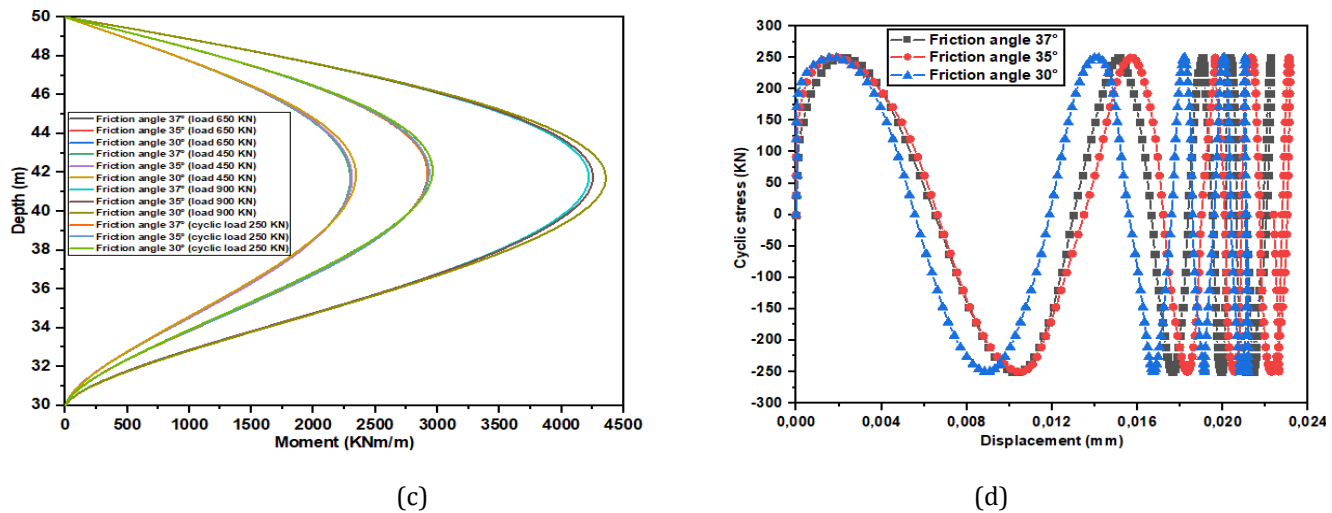 50
48
46
44
42
40
38
36
34
32
30
Depth (m)
Friction angle 37° (load 650 KN)
Friction angle 35° (load 650 KN)
Friction angle 30° (load 650 KN)
Friction angle 37° (load 450 KN)
Friction angle 35° (load 450 KN)
Friction angle 30° (load 450 KN)
Friction angle 37° (load 900 KN)
Friction angle 35° (load 900 KN)
Friction angle 30° (load 900 KN)
Friction angle 37° (cyclic load 250 KN)
Friction angle 35° (cyclic load 250 KN)
Friction angle 30° (cyclic load 250 KN)
0 500 1000 1500 2000 2500 3000 3500 4000 4500
Moment (KNm/m)
(c)
300
250
200
150
100
50
0
-50
-100
-150
-200
-250
-300
Cyclic stress (KN)
Friction angle 37°
Friction angle 35°
Friction angle 30°
0,000 0,004 0,008 0,012 0,016 0,020 0,024
Displacement (mm)
(d)